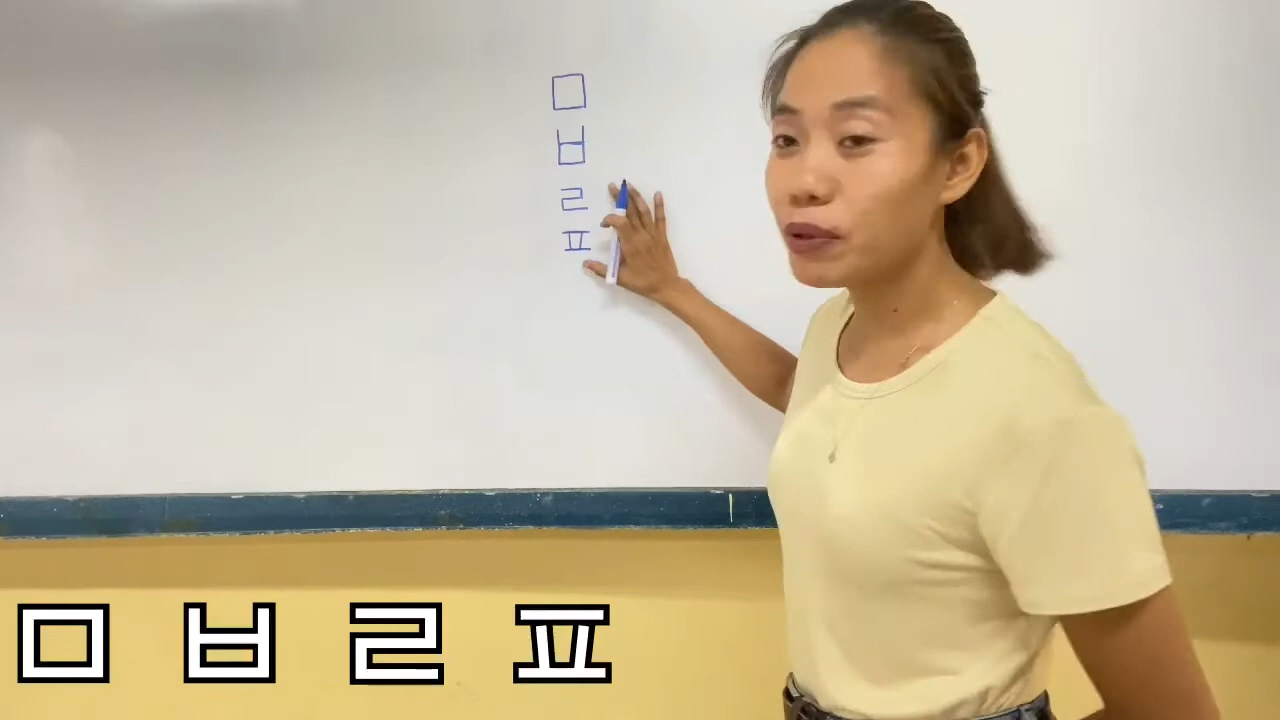 ㅁ
ㅂ
ㄹ
ㅍ
ㅁ ㅂ ㄹ ㅍ